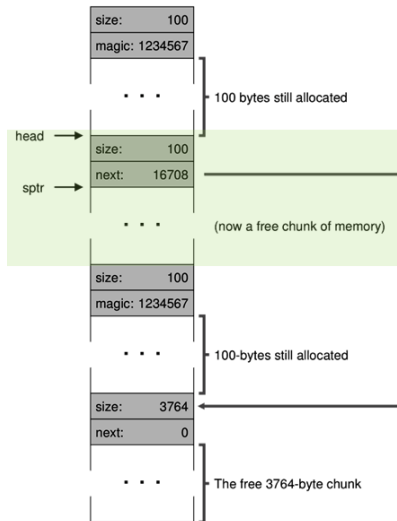 size: 100
magic: 1234567
. . .
100 bytes still allocated
head
size: 100
next: 16708
sptr
. . .
(now a free chunk of memory)
size: 100
magic: 1234567
. . .
100-bytes still allocated
size: 3764
next: 0
. . .
The free 3764-byte chunk